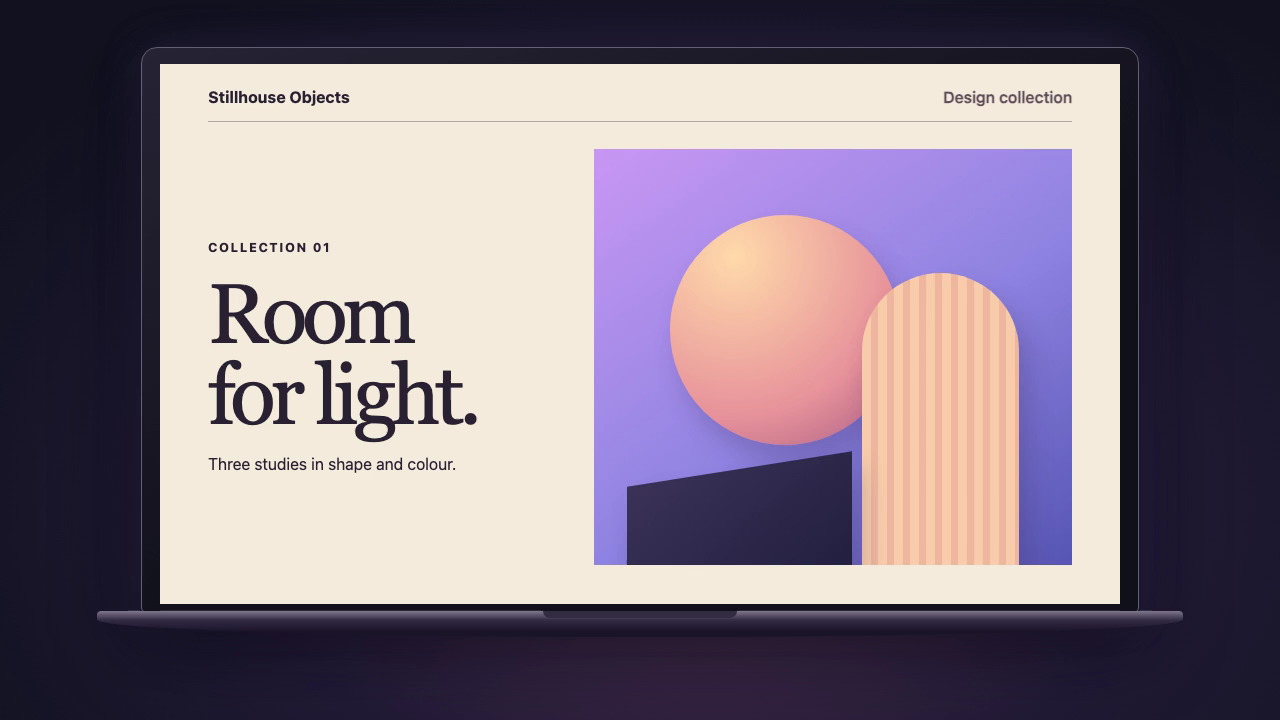 Stillhouse Objects
Design collection
COLLECTION 01
Room
for light.
Three studies in shape and colour.